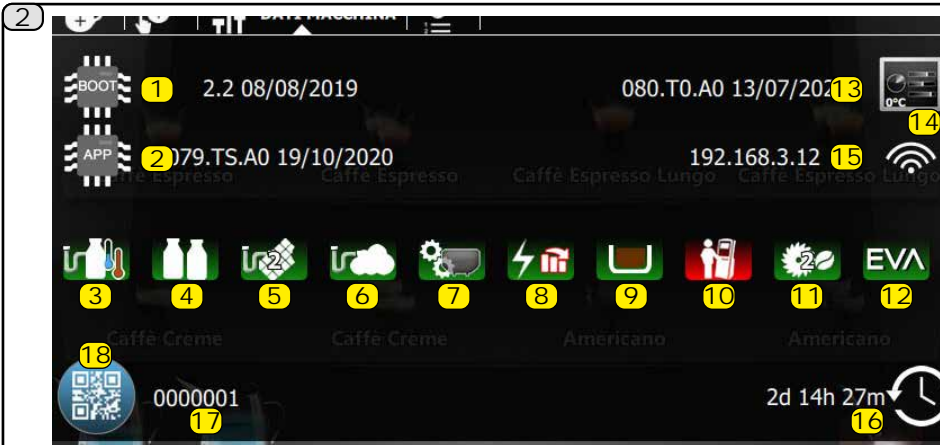 2
DATI MACCHINA
BOOT 1 2.2 08/08/2019 080.T0.A0 13/07/202 13
0°C
14
APP 2 079.TS.A0 19/10/2020 192.168.3.12 15
Caffè Espresso Caffè Espresso Caffè Espresso Lungo Caffè Espresso Lungo
2 2 EVA
3 4 5 6 7 8 9 10 11 12
Caffè Creme Caffè Creme Americano Americano
18
0000001 2d 14h 27m
17 16